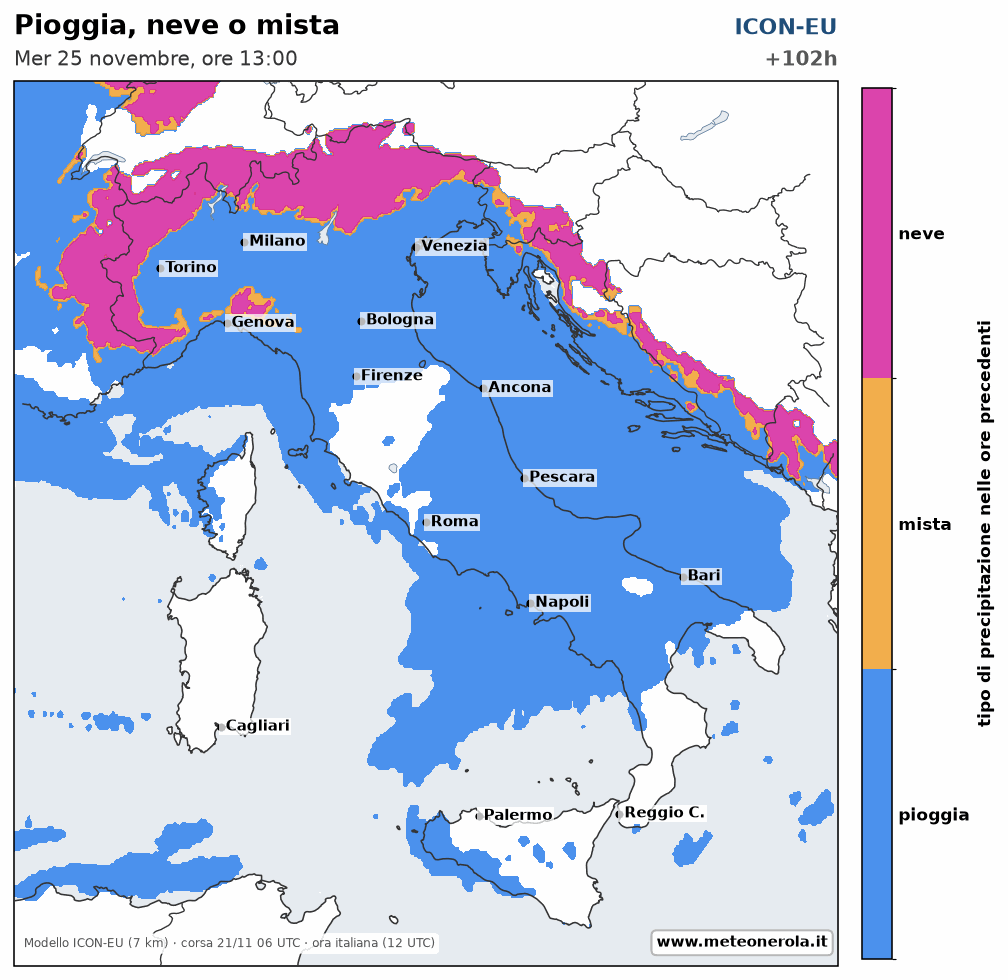 Pioggia, neve o mista
ICON-EU
Mer 25 novembre, ore 13:00
+102h
neve
mista
pioggia
tipo di precipitazione nelle ore precedenti
Milano
Venezia
Torino
Genova
Bologna
Firenze
Ancona
Pescara
Roma
Bari
Napoli
Cagliari
Palermo
Reggio C.
Modello ICON-EU (7 km) · corsa 21/11 06 UTC · ora italiana (12 UTC)
www.meteonerola.it